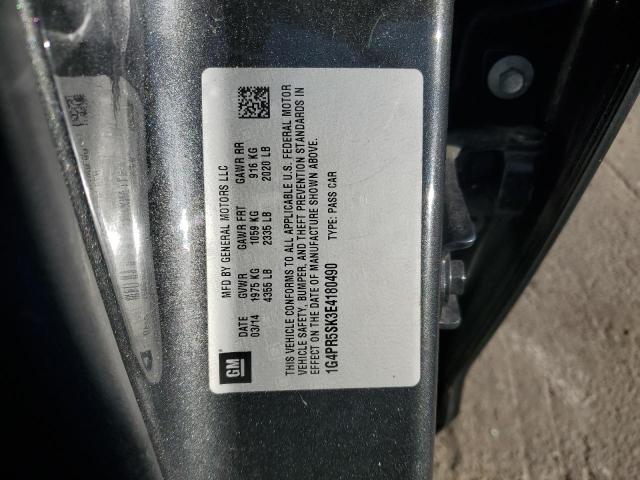 MFD BY GENERAL MOTORS LLC
DATE GVWR GAWR FRT GAWR RR
03/14 1975 KG 1059 KG 916 KG
4355 LB 2335 LB 2020 LB
THIS VEHICLE CONFORMS TO ALL APPLICABLE U.S. FEDERAL MOTOR
VEHICLE SAFETY, BUMPER, AND THEFT PREVENTION STANDARDS IN
EFFECT ON THE DATE OF MANUFACTURE SHOWN ABOVE.
TYPE: PASS CAR
1G4PR5SK3E4180490
GM